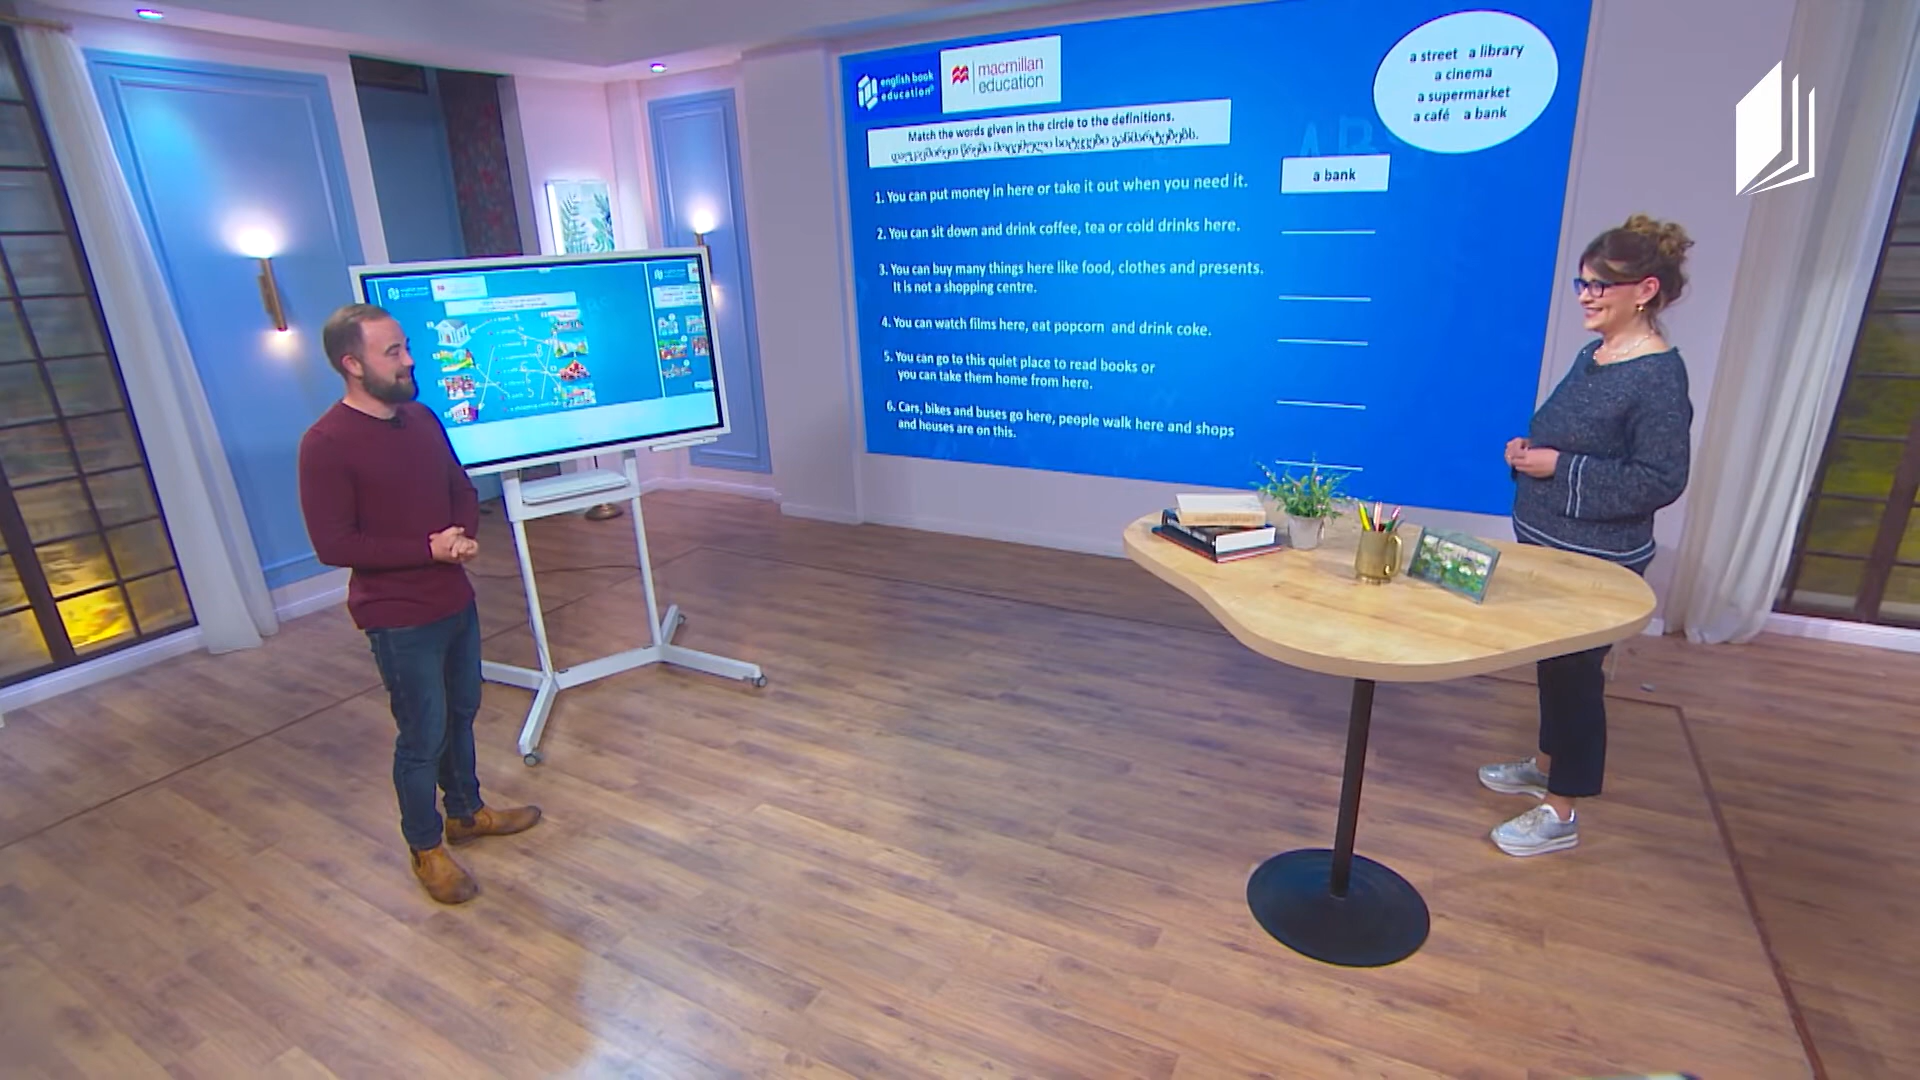 english book
education
macmillan
education
Match the words given in the circle to the definitions.
დაუკავშირეთ წრეში მოცემული სიტყვები განმარტებებს.
a street a library
a cinema
a supermarket
a café a bank
1. You can put money in here or take it out when you need it.
a bank
2. You can sit down and drink coffee, tea or cold drinks here.
3. You can buy many things here like food, clothes and presents.
It is not a shopping centre.
4. You can watch films here, eat popcorn and drink coke.
5. You can go to this quiet place to read books or
you can take them home from here.
6. Cars, bikes and buses go here, people walk here and shops
and houses are on this.